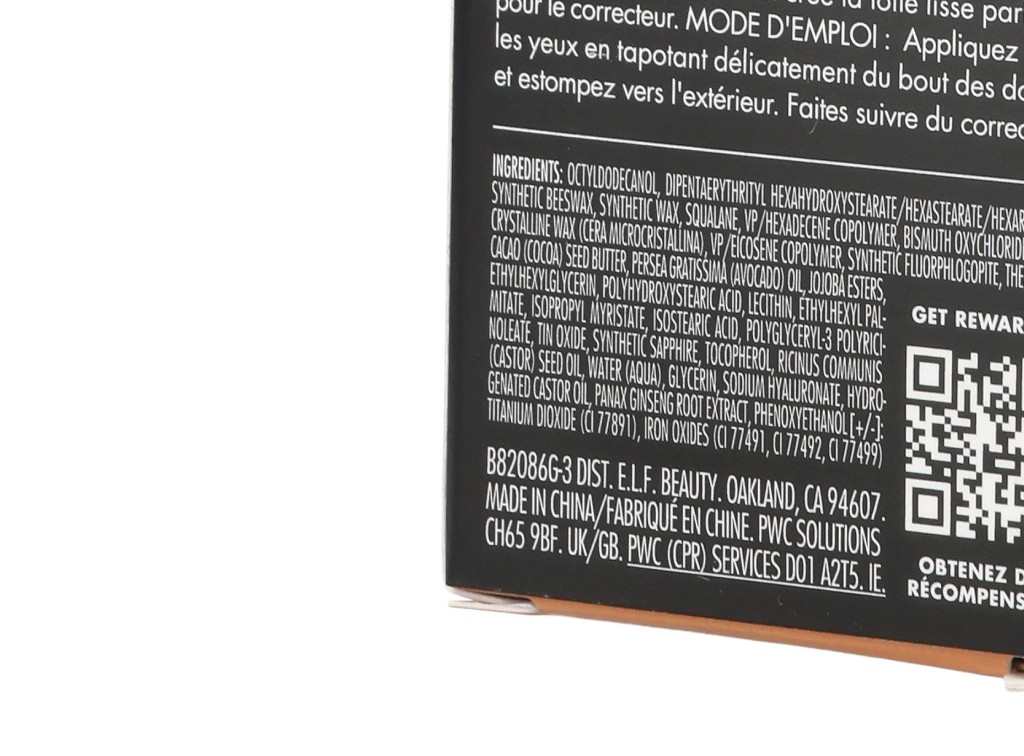 la toile lisse par
pour le correcteur. MODE D'EMPLOI : Appliquez
les yeux en tapotant délicatement du bout des do
et estompez vers l'extérieur. Faites suivre du correc
INGREDIENTS: OCTYLDODECANOL, DIPENTAERYTHRITYL HEXAHYDROXYSTEARATE/HEXASTEARATE/HEXAR
SYNTHETIC BEESWAX, SYNTHETIC WAX, SQUALANE, VP/HEXADECENE COPOLYMER, BISMUTH OXYCHLORIDE
CRYSTALLINE WAX (CERA MICROCRISTALLINA), VP/EICOSENE COPOLYMER, SYNTHETIC FLUORPHLOGOPITE, THE
CACAO (COCOA) SEED BUTTER, PERSEA GRATISSIMA (AVOCADO) OIL, JOJOBA ESTERS,
ETHYLHEXYLGLYCERIN, POLYHYDROXYSTEARIC ACID, LECITHIN, ETHYLHEXYL PAL-
MITATE, ISOPROPYL MYRISTATE, ISOSTEARIC ACID, POLYGLYCERYL-3 POLYRICI-
NOLEATE, TIN OXIDE, SYNTHETIC SAPPHIRE, TOCOPHEROL, RICINUS COMMUNIS
(CASTOR) SEED OIL, WATER (AQUA), GLYCERIN, SODIUM HYALURONATE, HYDRO-
GENATED CASTOR OIL, PANAX GINSENG ROOT EXTRACT, PHENOXYETHANOL [+/-]:
TITANIUM DIOXIDE (CI 77891), IRON OXIDES (CI 77491, CI 77492, CI 77499)
B82086G-3 DIST. E.L.F. BEAUTY. OAKLAND, CA 94607.
MADE IN CHINA/FABRIQUÉ EN CHINE. PWC SOLUTIONS
CH65 9BF. UK/GB. PWC (CPR) SERVICES D01 A2T5. IE.
GET REWAR
OBTENEZ D
RÉCOMPENS